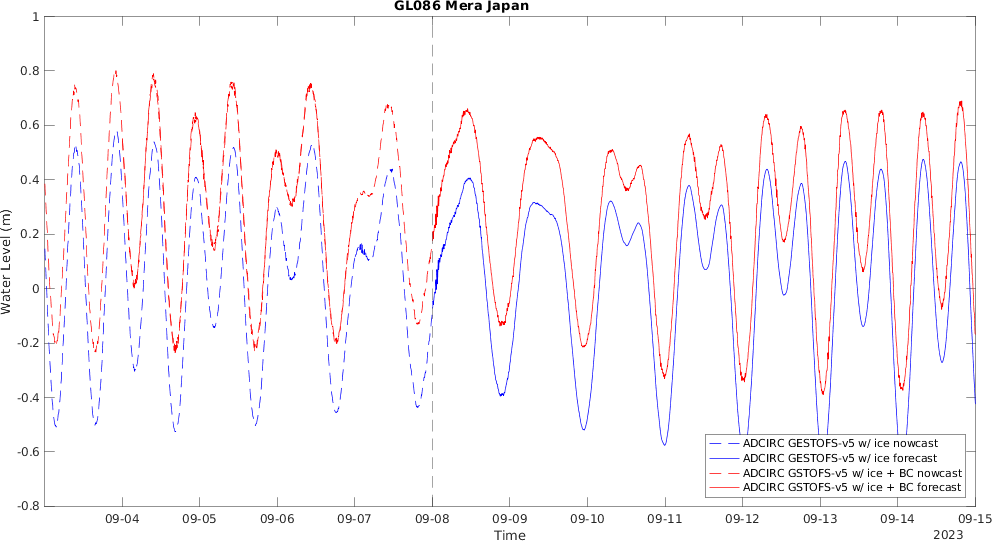 GL086 Mera Japan
1
0.8
0.6
0.4
0.2
0
-0.2
-0.4
-0.6
-0.8
Water Level (m)
ADCIRC GESTOFS-v5 w/ ice nowcast
ADCIRC GESTOFS-v5 w/ ice forecast
ADCIRC GSTOFS-v5 w/ ice + BC nowcast
ADCIRC GSTOFS-v5 w/ ice + BC forecast
09-04 09-05 09-06 09-07 09-08 09-09 09-10 09-11 09-12 09-13 09-14 09-15
Time
2023